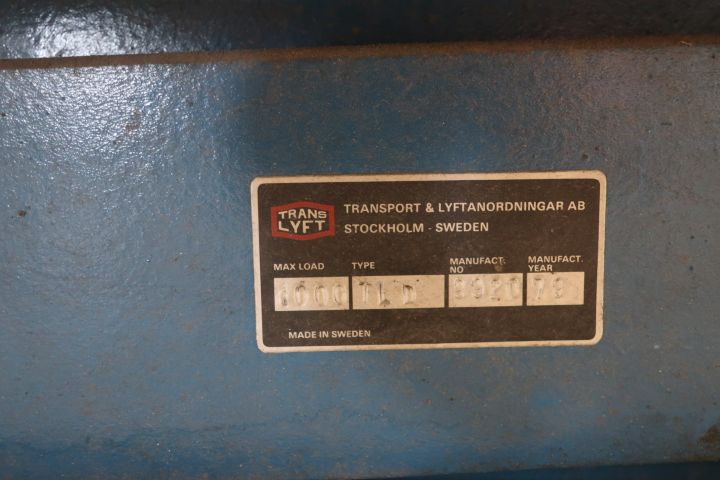 TRANS
LYFT
TRANSPORT & LYFTANORDNINGAR AB
STOCKHOLM - SWEDEN
MAX LOAD
TYPE
MANUFACT. NO
MANUFACT. YEAR
1000
79
MADE IN SWEDEN